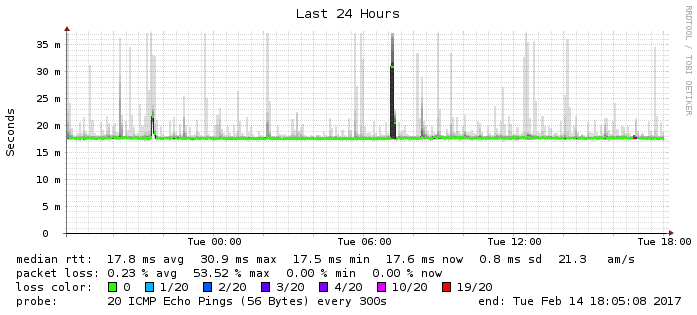 Last 24 Hours
RRDTOOL / TOBI OETIKER
Seconds
35 m
30 m
25 m
20 m
15 m
10 m
5 m
0
Tue 00:00 Tue 06:00 Tue 12:00 Tue 18:00
median rtt: 17.8 ms avg 30.9 ms max 17.5 ms min 17.6 ms now 0.8 ms sd 21.3 am/s
packet loss: 0.23 % avg 53.52 % max 0.00 % min 0.00 % now
loss color: 0 1/20 2/20 3/20 4/20 10/20 19/20
probe: 20 ICMP Echo Pings (56 Bytes) every 300s end: Tue Feb 14 18:05:08 2017